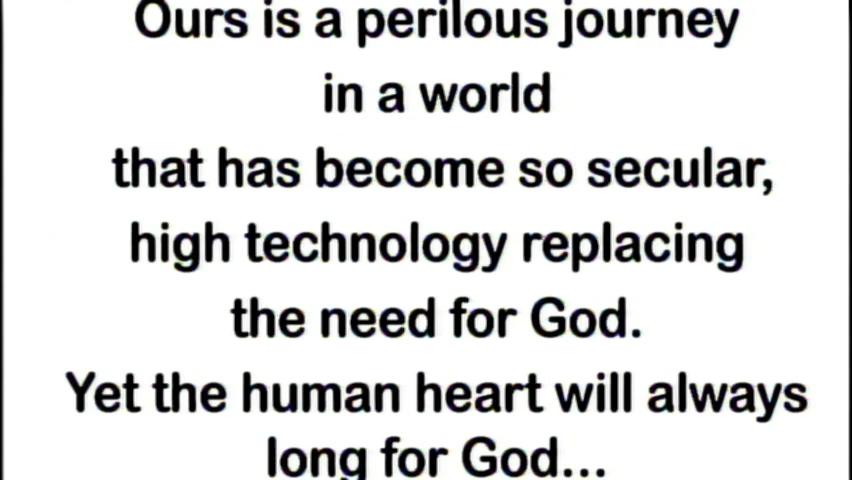 Ours is a perilous journey
in a world
that has become so secular,
high technology replacing
the need for God.
Yet the human heart will always
long for God...